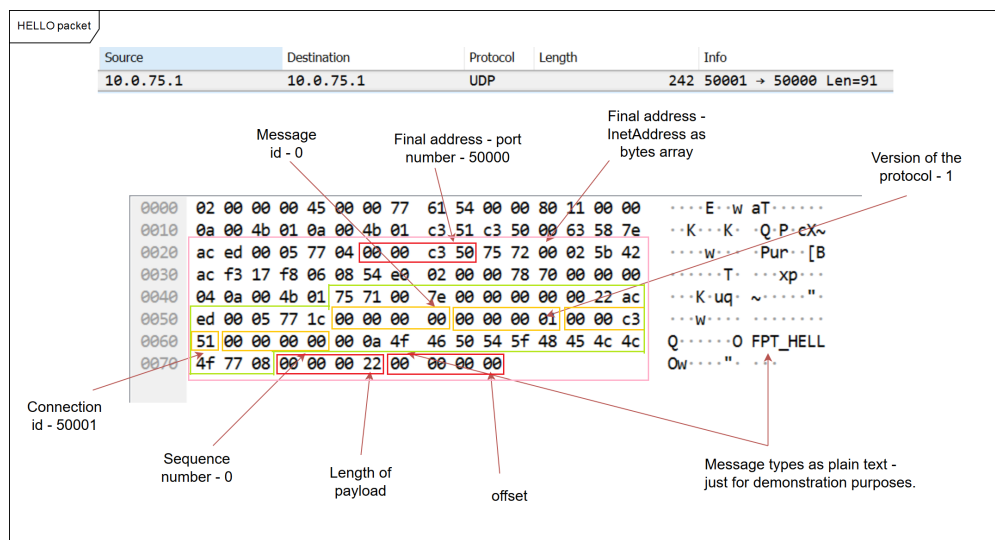 HELLO packet
Source Destination Protocol Length Info
10.0.75.1 10.0.75.1 UDP 242 50001 → 50000 Len=91
Message
id - 0
Final address - port
number - 50000
Final address -
InetAddress as
bytes array
Version of the
protocol - 1
0000 02 00 00 00 45 00 00 77 61 54 00 00 80 11 00 00 ····E··w aT······
0010 0a 00 4b 01 0a 00 4b 01 c3 51 c3 50 00 63 58 7e ··K···K· ·Q·P·cX~
0020 ac ed 00 05 77 04 00 00 c3 50 75 72 00 02 5b 42 ····w··· ·Pur··[B
0030 ac f3 17 f8 06 08 54 e0 02 00 00 78 70 00 00 00 ······T· ···xp···
0040 04 0a 00 4b 01 75 71 00 7e 00 00 00 00 00 22 ac ···K·uq· ~·····"·
0050 ed 00 05 77 1c 00 00 00 00 00 00 00 01 00 00 c3 ···w···· ········
0060 51 00 00 00 00 00 0a 4f 46 50 54 5f 48 45 4c 4c Q······O FPT_HELL
0070 4f 77 08 00 00 00 22 00 00 00 00 Ow····"· ···
Connection
id - 50001
Sequence
number - 0
Length of
payload
offset
Message types as plain text -
just for demonstration purposes.